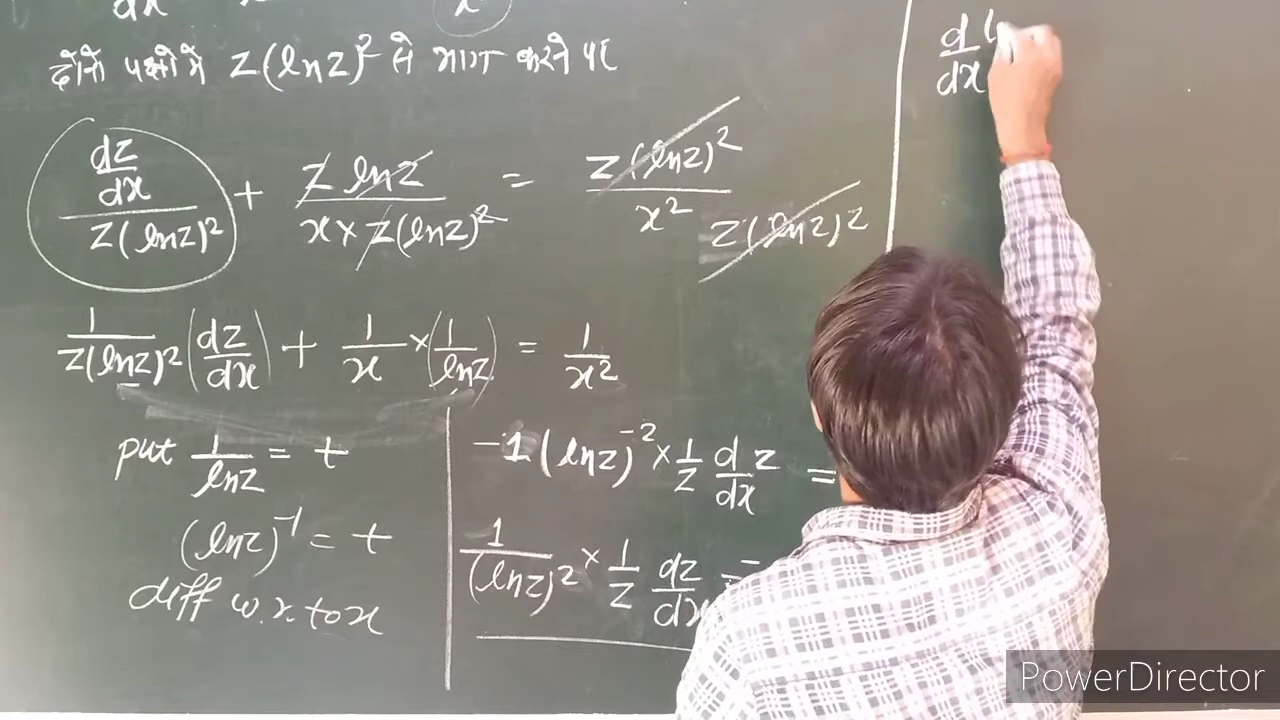 दोनो पक्षो मे z(lnz)² से भाग करने पर
dz/dx / z(lnz)² + z lnz / x × z(lnz)² = z(lnz)² / x² z(lnz)²
1/z(lnz)² (dz/dx) + 1/x × (1/lnz) = 1/x²
put 1/lnz = t
(lnz)⁻¹ = t
diff w.r.to x
-1(lnz)⁻² × 1/z d/dx z =
1/(lnz)² × 1/z dz/dx =
d/dx
PowerDirector